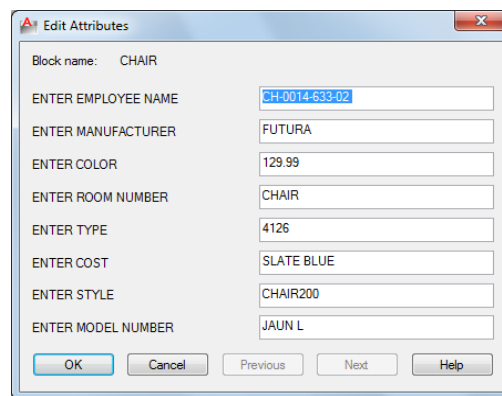 Edit Attributes
Block name: CHAIR
ENTER EMPLOYEE NAME CH-0014-633-02
ENTER MANUFACTURER FUTURA
ENTER COLOR 129.99
ENTER ROOM NUMBER CHAIR
ENTER TYPE 4126
ENTER COST SLATE BLUE
ENTER STYLE CHAIR200
ENTER MODEL NUMBER JAUN L
OK Cancel Previous Next Help